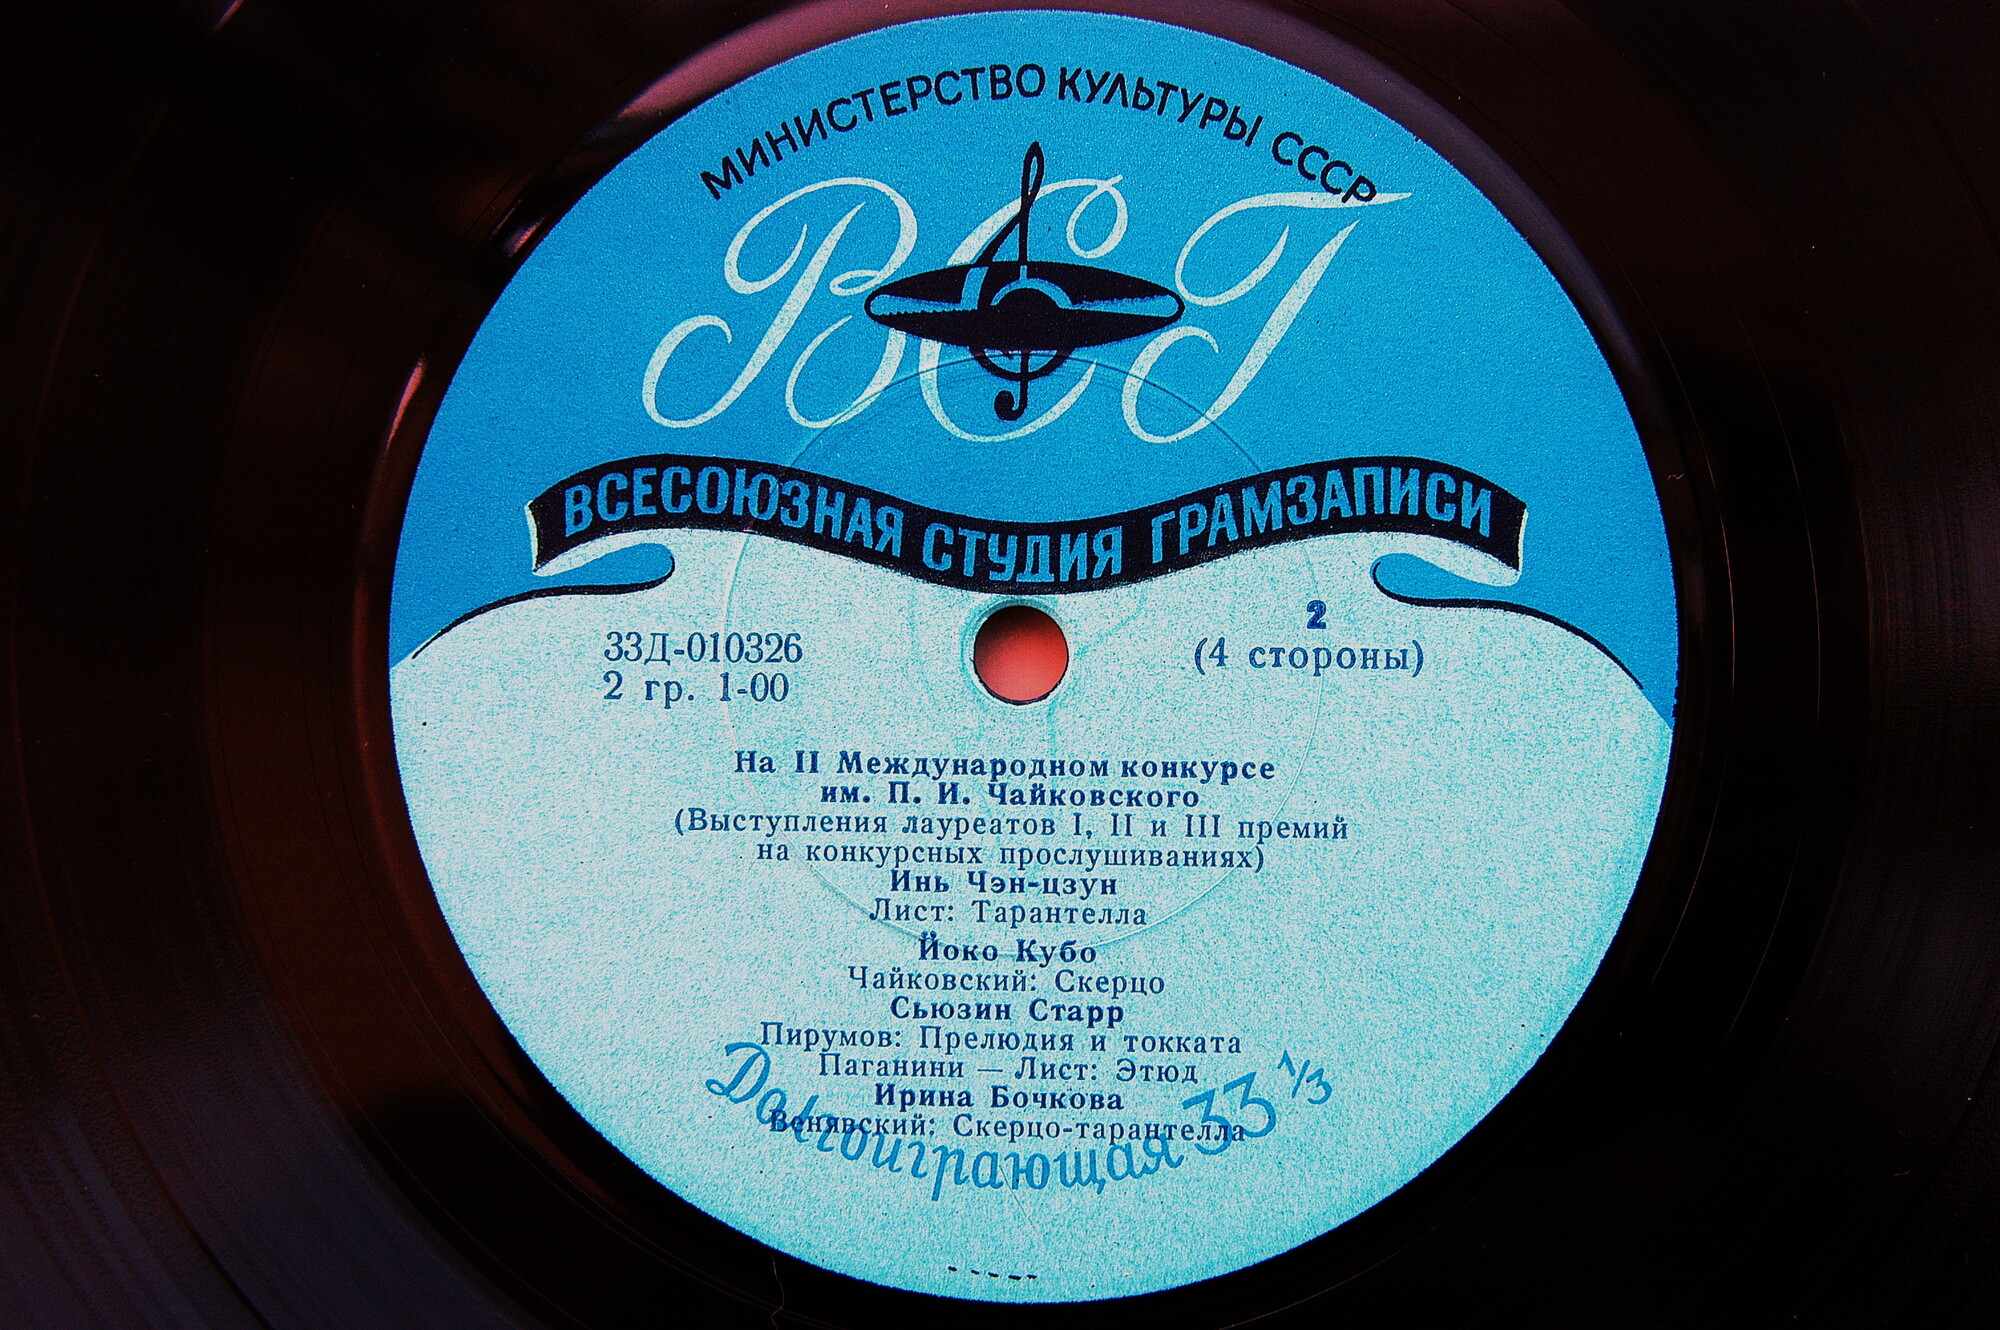 МИНИСТЕРСТВО КУЛЬТУРЫ СССР
ВСГ
ВСЕСОЮЗНАЯ СТУДИЯ ГРАМЗАПИСИ
33Д-010326
2 гр. 1-00
2
(4 стороны)
На II Международном конкурсе
им. П. И. Чайковского
(Выступления лауреатов I, II и III премий
на конкурсных прослушиваниях)
Инь Чэн-цзун
Лист: Тарантелла
Йоко Кубо
Чайковский: Скерцо
Сьюзин Старр
Пирумов: Прелюдия и токката
Паганини — Лист: Этюд
Ирина Бочкова
Венявский: Скерцо-тарантелла
Долгоиграющая 33 1/3